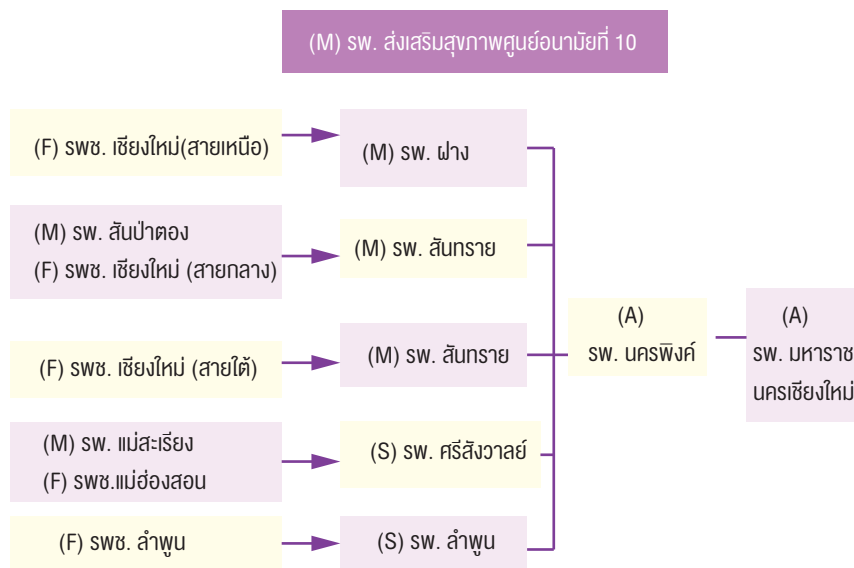 (M) รพ. ส่งเสริมสุขภาพศูนย์อนามัยที่ 10
(F) รพช. เชียงใหม่(สายเหนือ)
(M) รพ. ฝาง
(M) รพ. สันป่าตอง
(F) รพช. เชียงใหม่ (สายกลาง)
(M) รพ. สันทราย
(F) รพช. เชียงใหม่ (สายใต้)
(M) รพ. สันทราย
(M) รพ. แม่สะเรียง
(F) รพช.แม่ฮ่องสอน
(S) รพ. ศรีสังวาลย์
(F) รพช. ลำพูน
(S) รพ. ลำพูน
(A)
รพ. นครพิงค์
(A)
รพ. มหาราช
นครเชียงใหม่